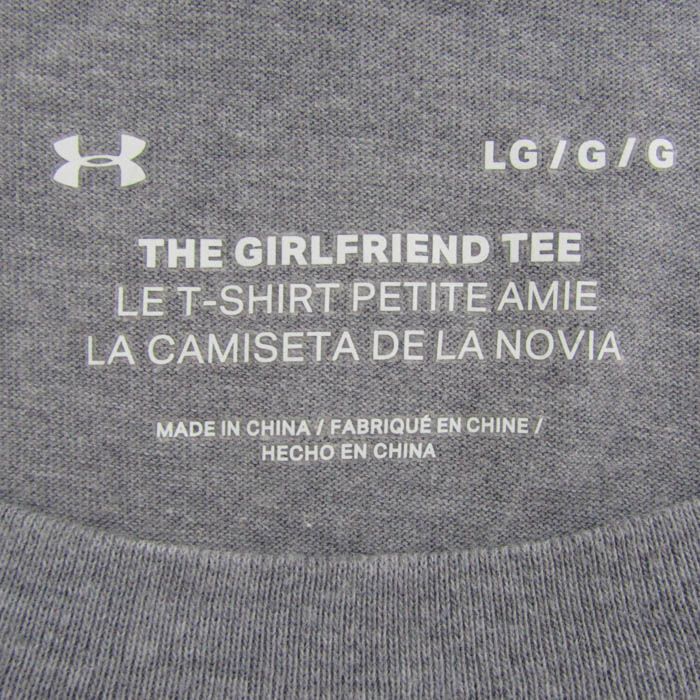 LG / G / G
THE GIRLFRIEND TEE
LE T-SHIRT PETITE AMIE
LA CAMISETA DE LA NOVIA
MADE IN CHINA / FABRIQUÉ EN CHINE /
HECHO EN CHINA